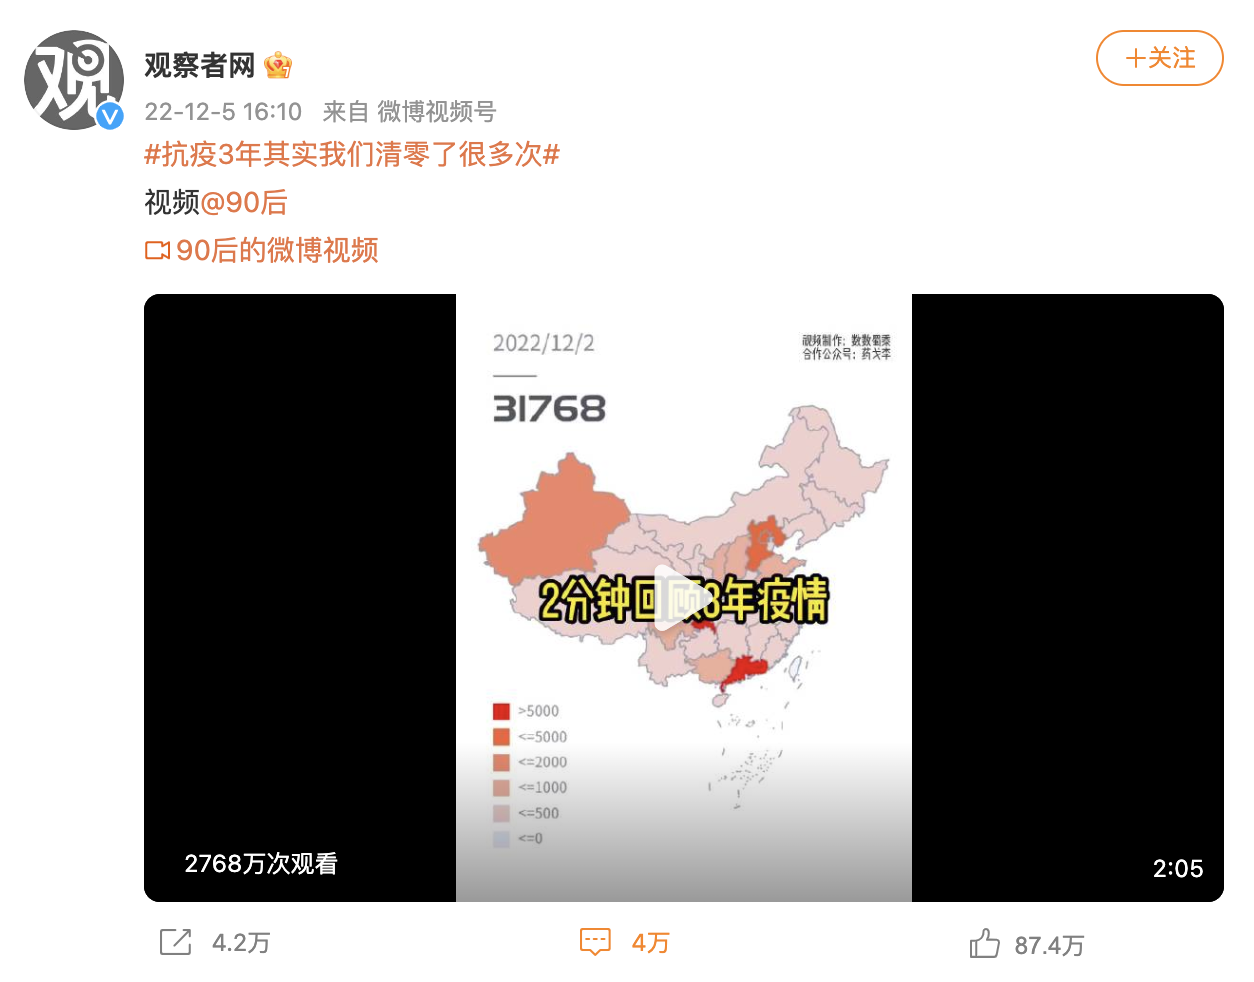 观
观察者网
22-12-5 16:10 来自 微博视频号
#抗疫3年其实我们清零了很多次#
视频@90后
90后的微博视频
2022/12/2
31768
视频制作：数数蜀黍
合作公众号：药戈李
2分钟回顾3年疫情
>5000
<=5000
<=2000
<=1000
<=500
<=0
2768万次观看
2:05
4.2万
4万
87.4万
+关注